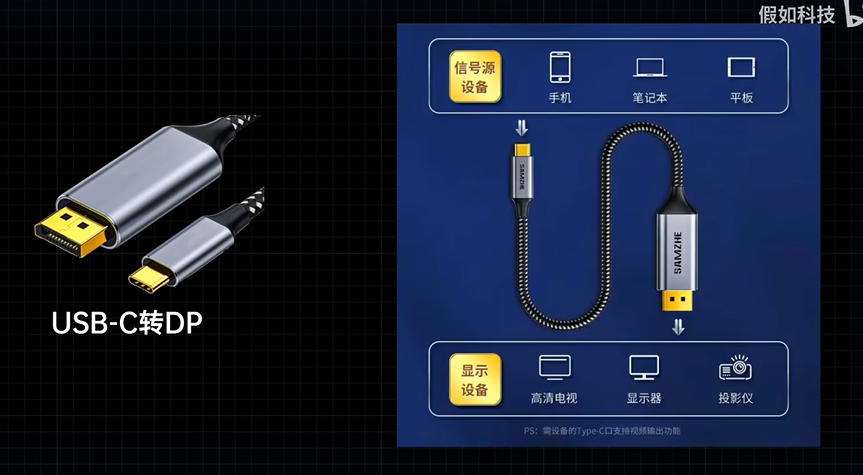 假如科技
信号源
设备
手机
笔记本
平板
SAMZHE
SAMZHE
USB-C转DP
显示
设备
高清电视
显示器
投影仪
PS：需设备的Type-C口支持视频输出功能